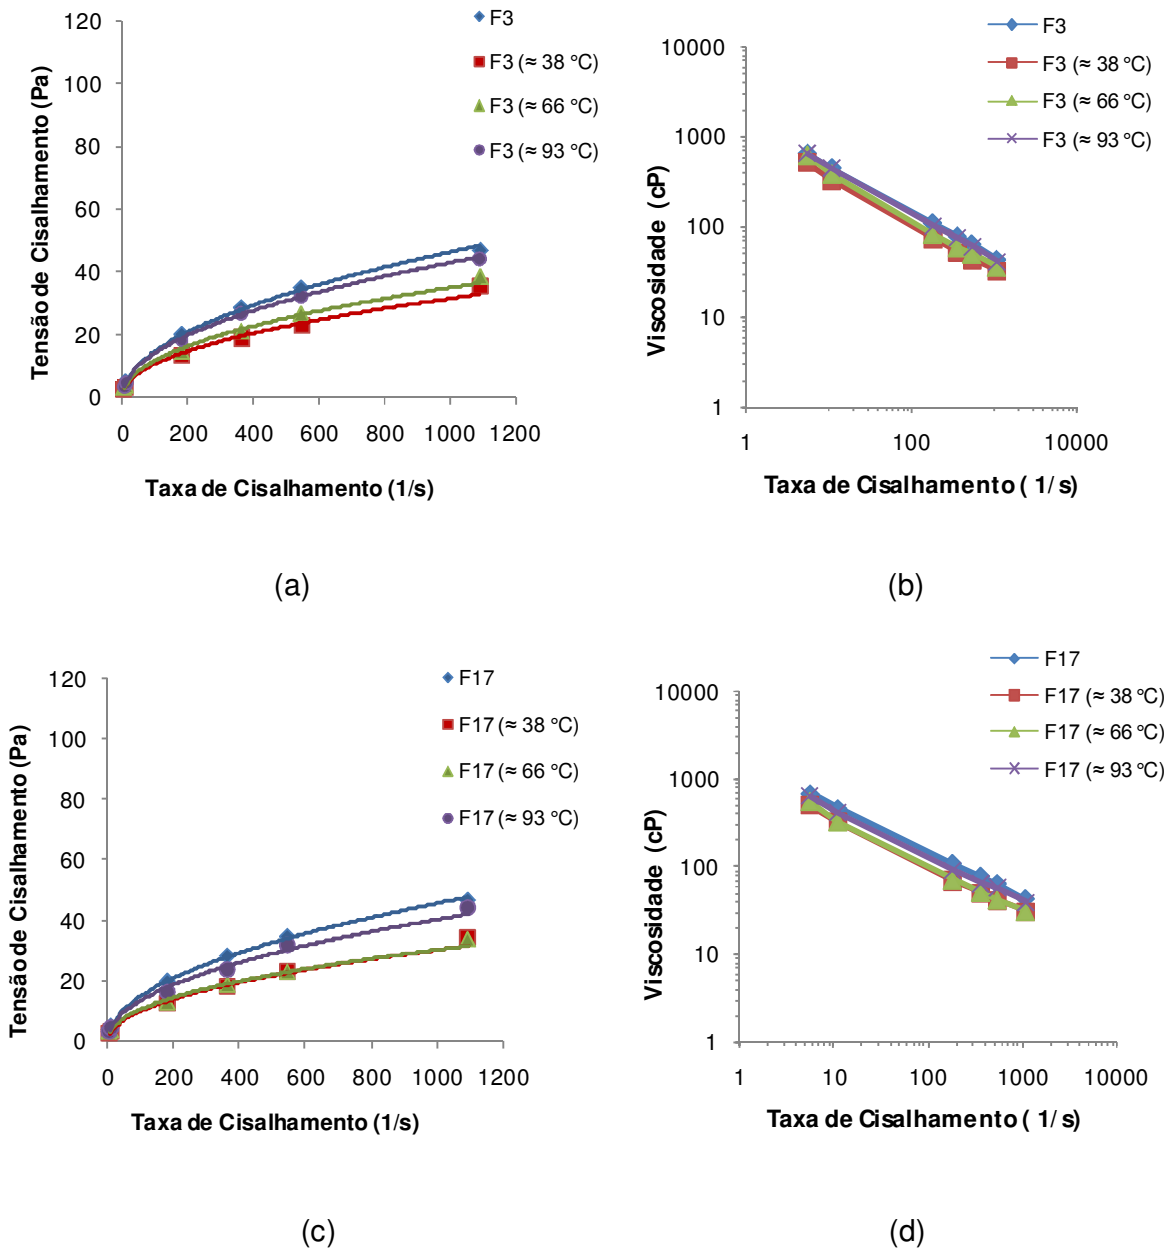 120
100
80
60
40
20
0
0 200 400 600 800 1000 1200
Tensão de Cisalhamento (Pa)
Taxa de Cisalhamento (1/s)
F3
F3 (≈ 38 °C)
F3 (≈ 66 °C)
F3 (≈ 93 °C)
(a)
10000
1000
100
10
1
1 100 10000
Viscosidade (cP)
Taxa de Cisalhamento ( 1/ s)
F3
F3 (≈ 38 °C)
F3 (≈ 66 °C)
F3 (≈ 93 °C)
(b)
120
100
80
60
40
20
0
0 200 400 600 800 1000 1200
Tensão de Cisalhamento (Pa)
Taxa de Cisalhamento (1/s)
F17
F17 (≈ 38 °C)
F17 (≈ 66 °C)
F17 (≈ 93 °C)
(c)
10000
1000
100
10
1
1 10 100 1000 10000
Viscosidade (cP)
Taxa de Cisalhamento ( 1/ s)
F17
F17 (≈ 38 °C)
F17 (≈ 66 °C)
F17 (≈ 93 °C)
(d)